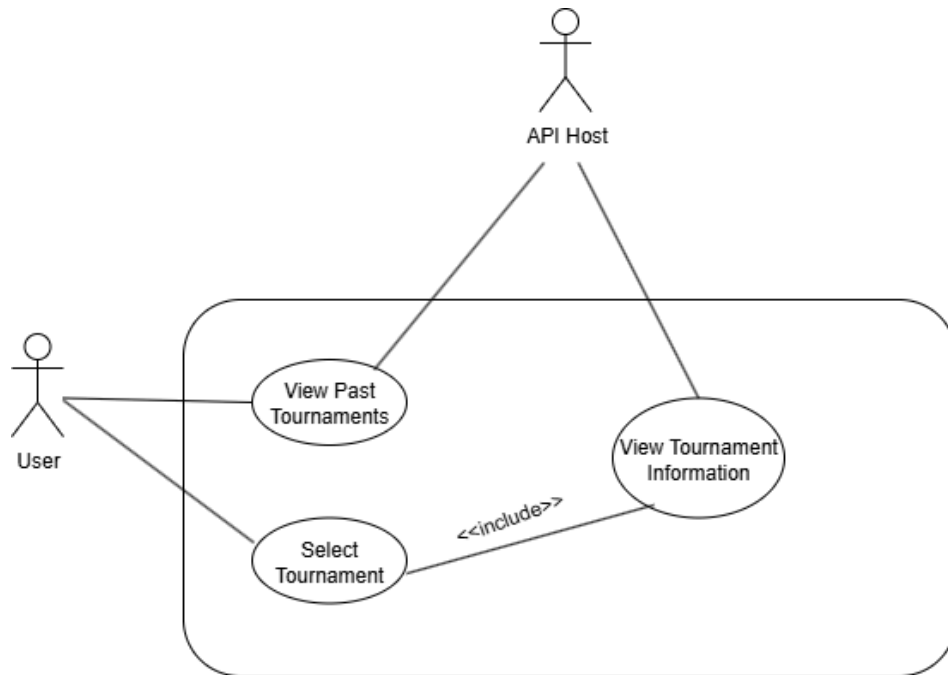 API Host
View Past
Tournaments
User
View Tournament
Information
<<include>>
Select
Tournament